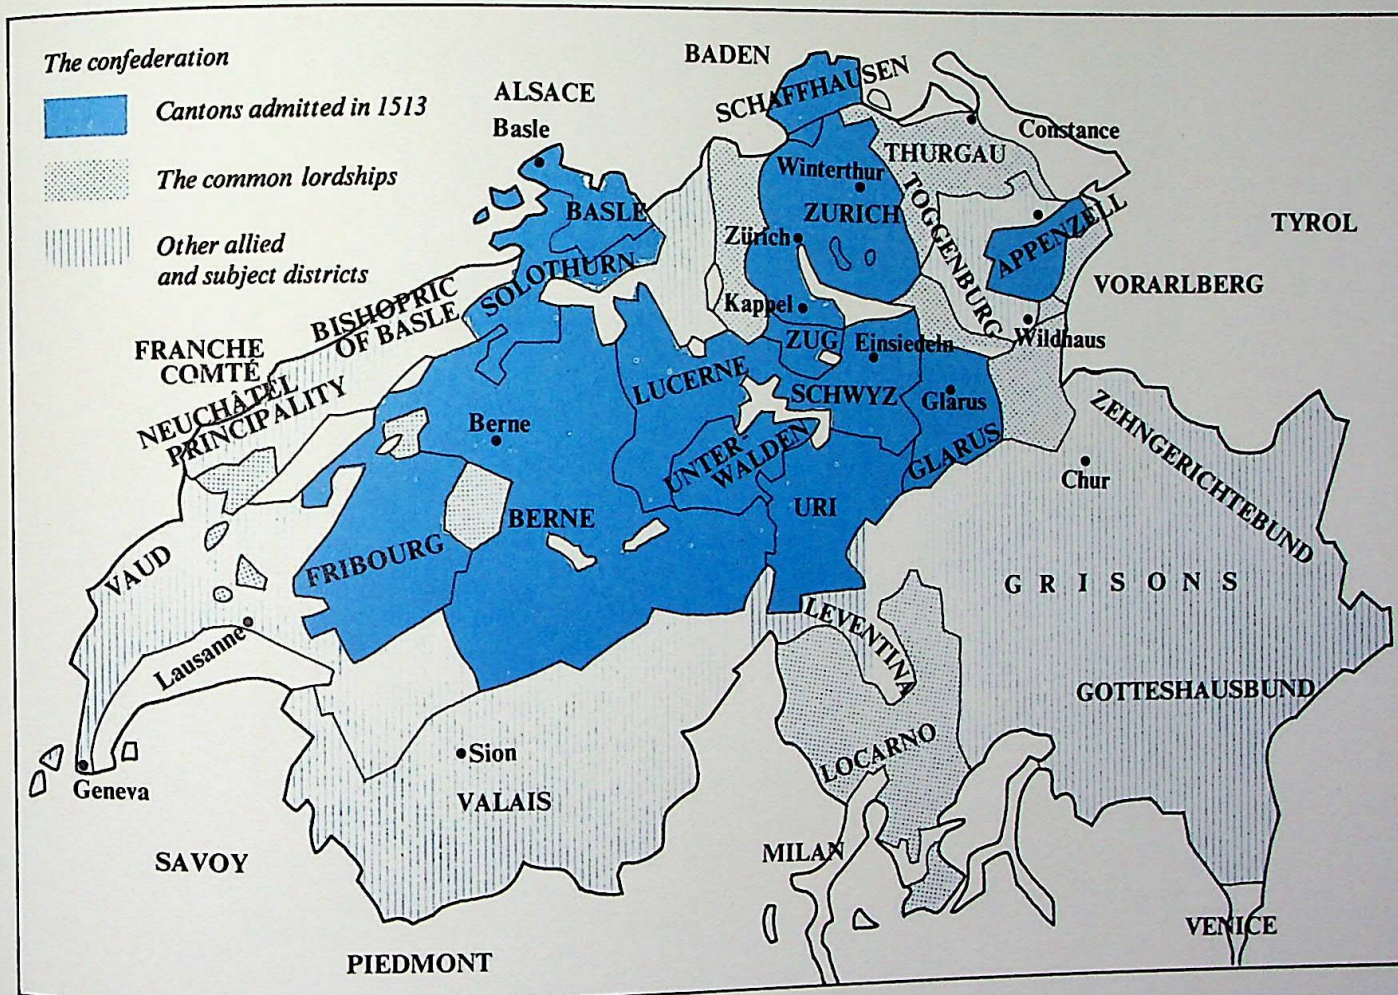 The confederation
Cantons admitted in 1513
The common lordships
Other allied
and subject districts
BADEN
ALSACE
Basle
SCHAFFHAUSEN
Constance
THURGAU
Winterthur
TOGGENBURG
BASLE
ZURICH
APPENZELL
TYROL
Zürich
SOLOTHURN
VORARLBERG
BISHOPRIC
OF BASLE
Kappel
FRANCHE
COMTÉ
ZUG
Einsiedeln
Wildhaus
NEUCHÂTEL
PRINCIPALITY
LUCERNE
SCHWYZ
Glarus
ZEHNGERICHTEBUND
Berne
UNTER-
WALDEN
GLARUS
Chur
BERNE
URI
VAUD
FRIBOURG
GRISONS
LEVENTINA
Lausanne
GOTTESHAUSBUND
Sion
LOCARNO
Geneva
VALAIS
SAVOY
MILAN
VENICE
PIEDMONT